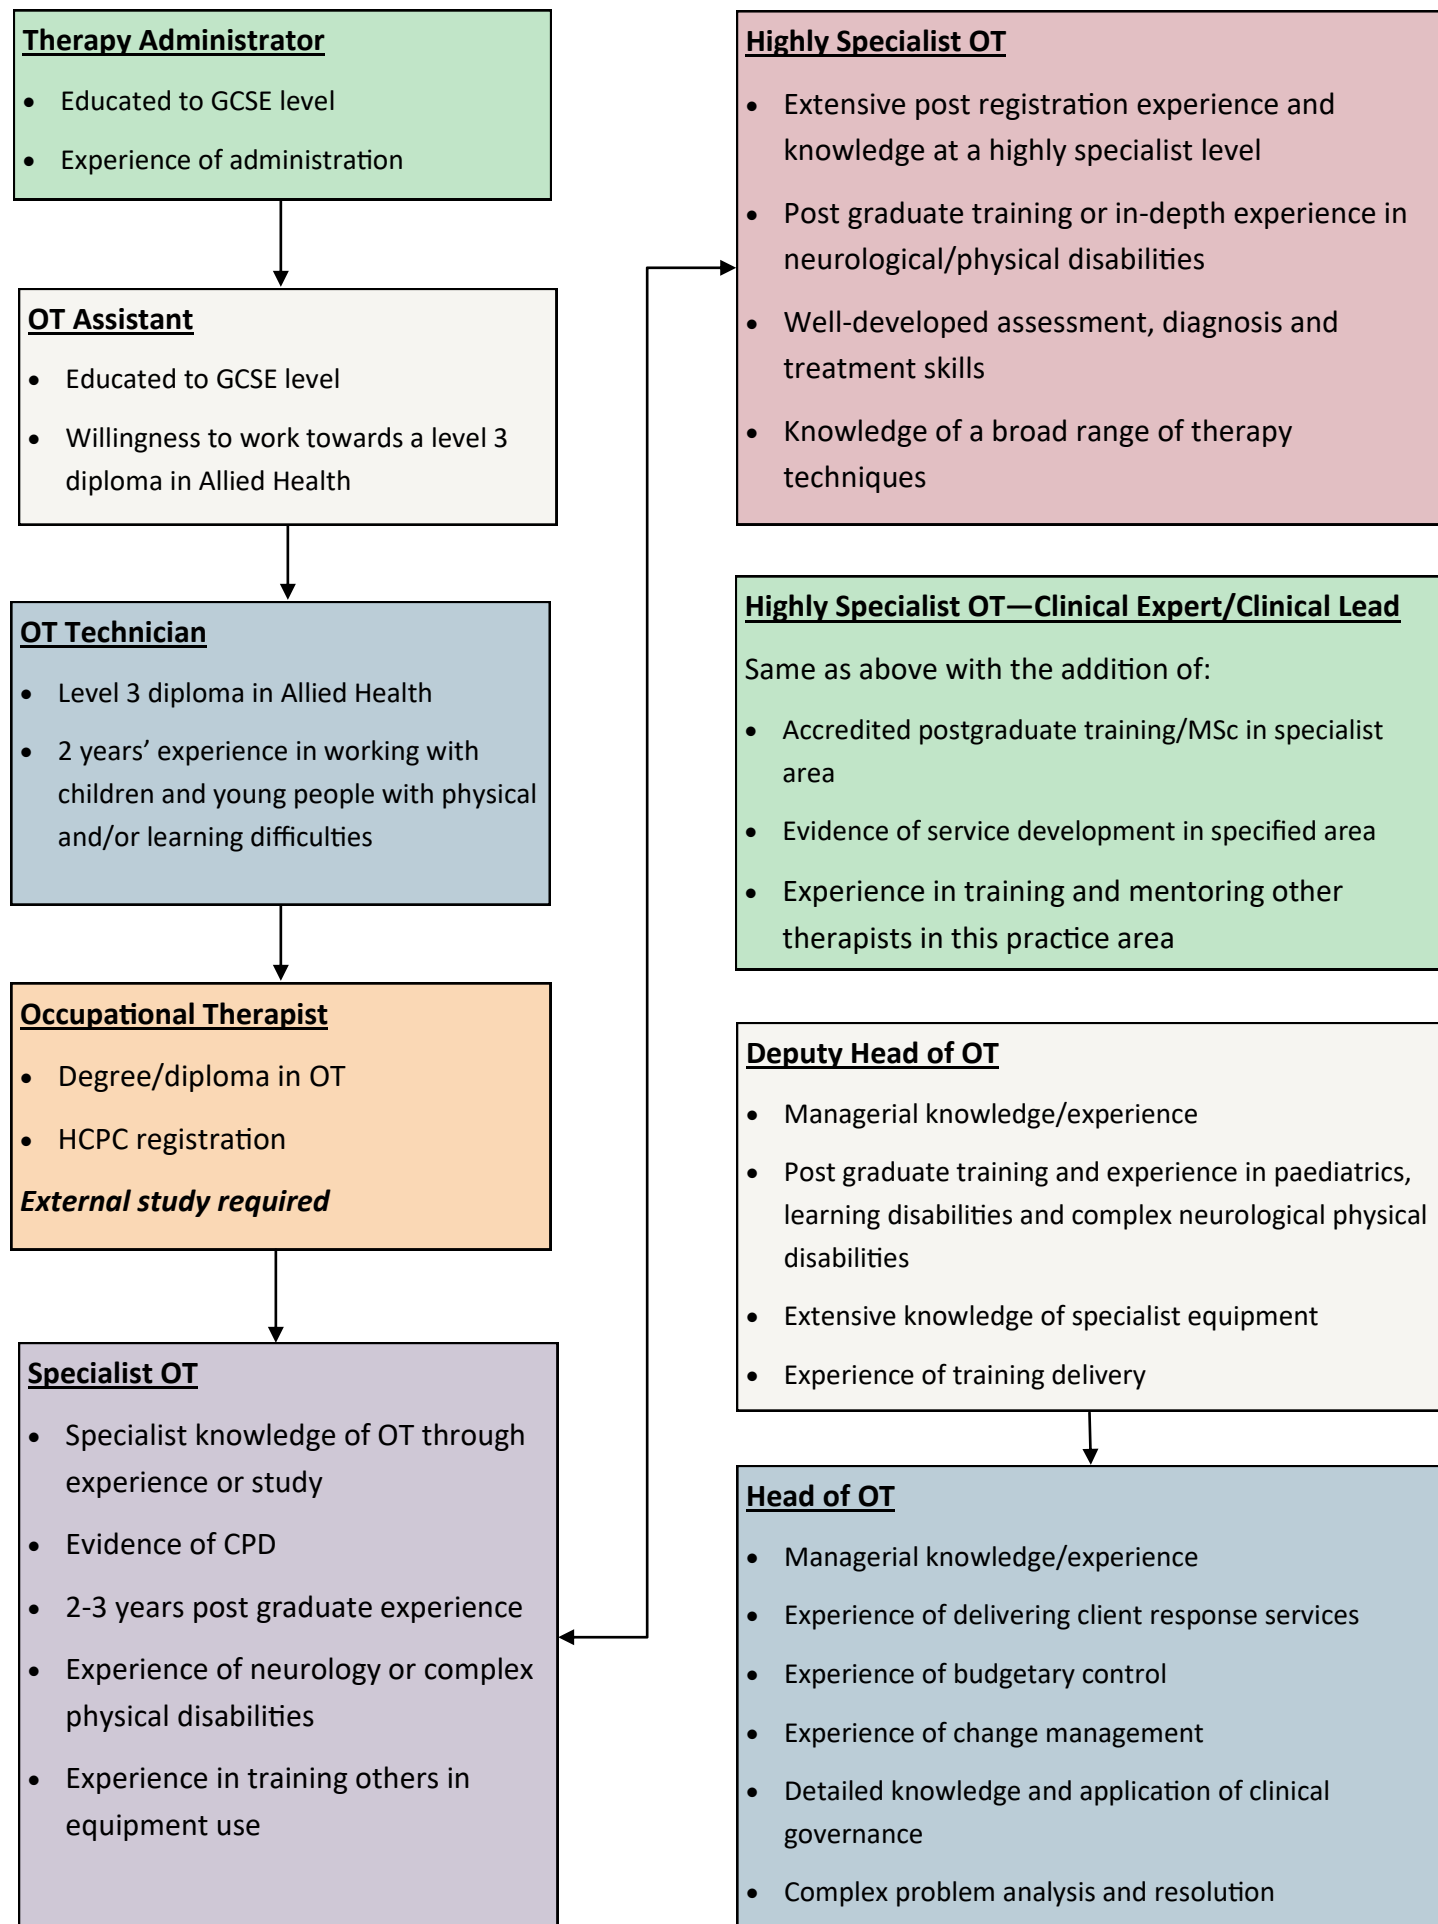 Therapy Administrator
• Educated to GCSE level
• Experience of administration
OT Assistant
• Educated to GCSE level
• Willingness to work towards a level 3
diploma in Allied Health
OT Technician
• Level 3 diploma in Allied Health
• 2 years’ experience in working with
children and young people with physical
and/or learning difficulties
Occupational Therapist
• Degree/diploma in OT
• HCPC registration
External study required
Specialist OT
• Specialist knowledge of OT through
experience or study
• Evidence of CPD
• 2-3 years post graduate experience
• Experience of neurology or complex
physical disabilities
• Experience in training others in
equipment use
Highly Specialist OT
• Extensive post registration experience and
knowledge at a highly specialist level
• Post graduate training or in-depth experience in
neurological/physical disabilities
• Well-developed assessment, diagnosis and
treatment skills
• Knowledge of a broad range of therapy
techniques
Highly Specialist OT—Clinical Expert/Clinical Lead
Same as above with the addition of:
• Accredited postgraduate training/MSc in specialist
area
• Evidence of service development in specified area
• Experience in training and mentoring other
therapists in this practice area
Deputy Head of OT
• Managerial knowledge/experience
• Post graduate training and experience in paediatrics,
learning disabilities and complex neurological physical
disabilities
• Extensive knowledge of specialist equipment
• Experience of training delivery
Head of OT
• Managerial knowledge/experience
• Experience of delivering client response services
• Experience of budgetary control
• Experience of change management
• Detailed knowledge and application of clinical
governance
• Complex problem analysis and resolution